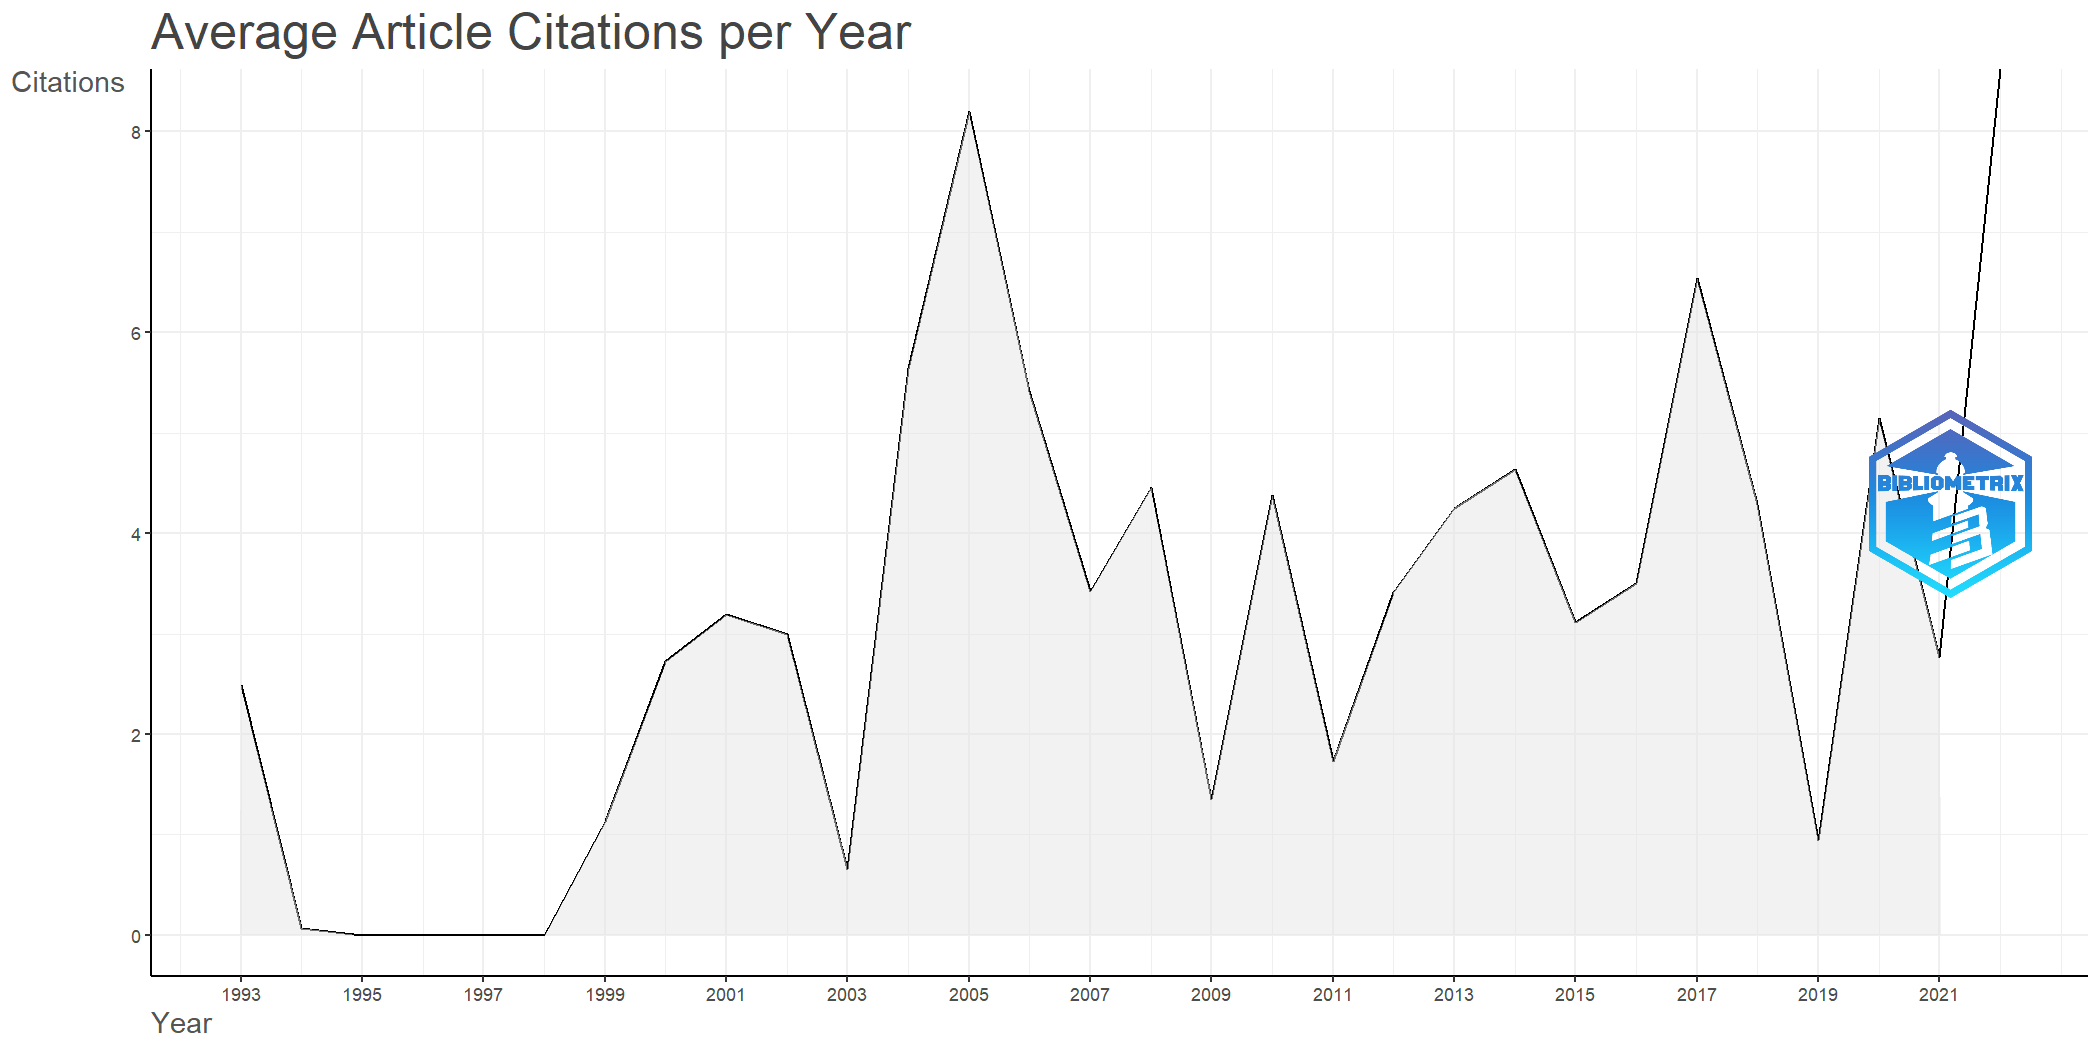 Average Article Citations per Year
Citations
8
6
4
2
0
BIBLIOMETRIX
1993 1995 1997 1999 2001 2003 2005 2007 2009 2011 2013 2015 2017 2019 2021
Year